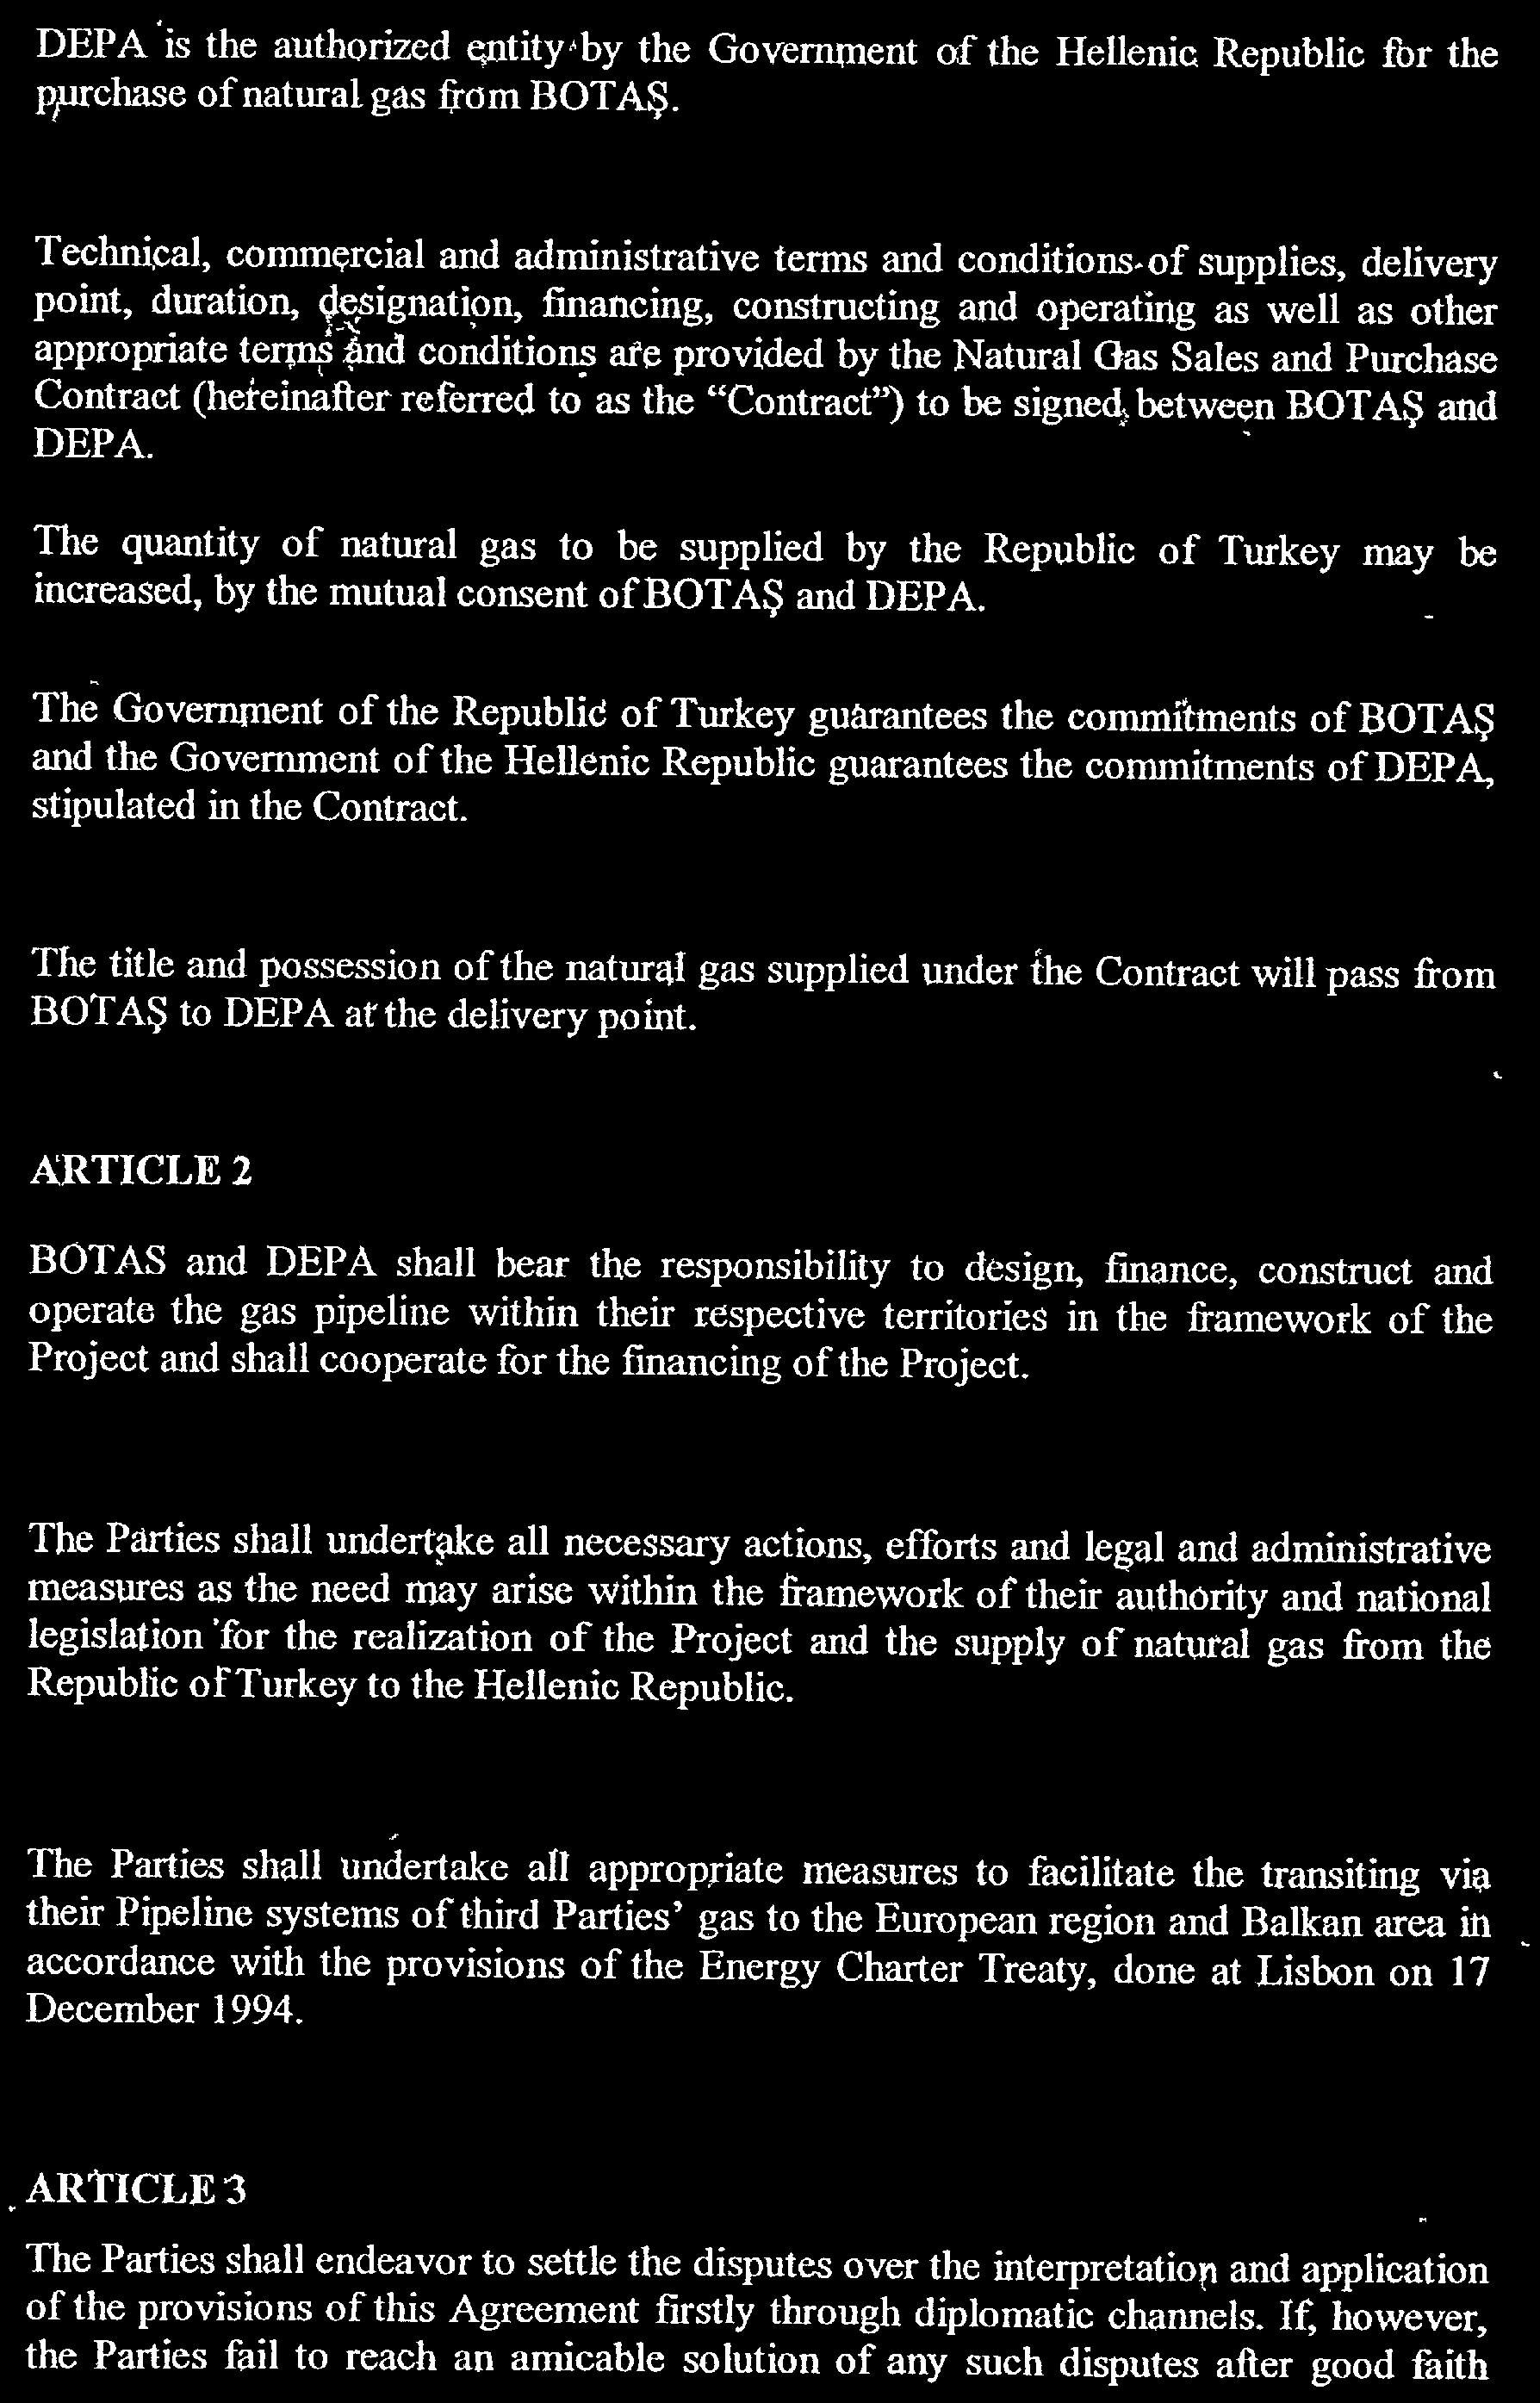 DEPA is the authorized entity by the Government of the Hellenic Republic for the
purchase of natural gas from BOTAŞ.
Technical, commercial and administrative terms and conditions of supplies, delivery
point, duration, designation, financing, constructing and operating as well as other
appropriate terms and conditions are provided by the Natural Gas Sales and Purchase
Contract (hereinafter referred to as the “Contract”) to be signed between BOTAŞ and
DEPA.
The quantity of natural gas to be supplied by the Republic of Turkey may be
increased, by the mutual consent of BOTAŞ and DEPA.
The Government of the Republic of Turkey guarantees the commitments of BOTAŞ
and the Government of the Hellenic Republic guarantees the commitments of DEPA,
stipulated in the Contract.
The title and possession of the natural gas supplied under the Contract will pass from
BOTAŞ to DEPA at the delivery point.
ARTICLE 2
BOTAS and DEPA shall bear the responsibility to design, finance, construct and
operate the gas pipeline within their respective territories in the framework of the
Project and shall cooperate for the financing of the Project.
The Parties shall undertake all necessary actions, efforts and legal and administrative
measures as the need may arise within the framework of their authority and national
legislation for the realization of the Project and the supply of natural gas from the
Republic of Turkey to the Hellenic Republic.
The Parties shall undertake all appropriate measures to facilitate the transiting via
their Pipeline systems of third Parties’ gas to the European region and Balkan area in
accordance with the provisions of the Energy Charter Treaty, done at Lisbon on 17
December 1994.
ARTICLE 3
The Parties shall endeavor to settle the disputes over the interpretation and application
of the provisions of this Agreement firstly through diplomatic channels. If, however,
the Parties fail to reach an amicable solution of any such disputes after good faith